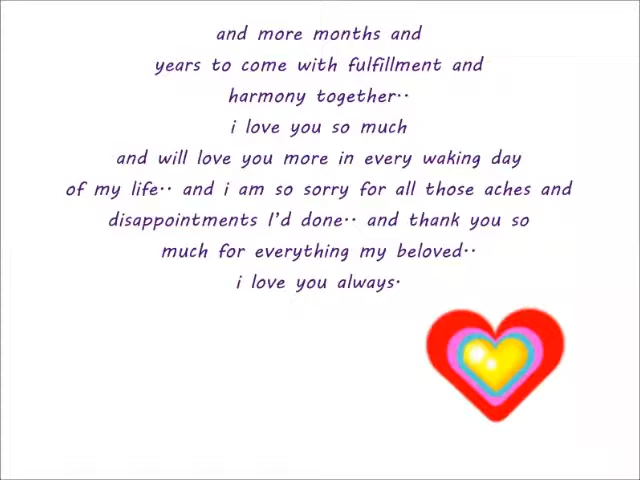 and more months and
years to come with fulfillment and
harmony together..
i love you so much
and will love you more in every waking day
of my life.. and i am so sorry for all those aches and
disappointments I'd done.. and thank you so
much for everything my beloved..
i love you always.